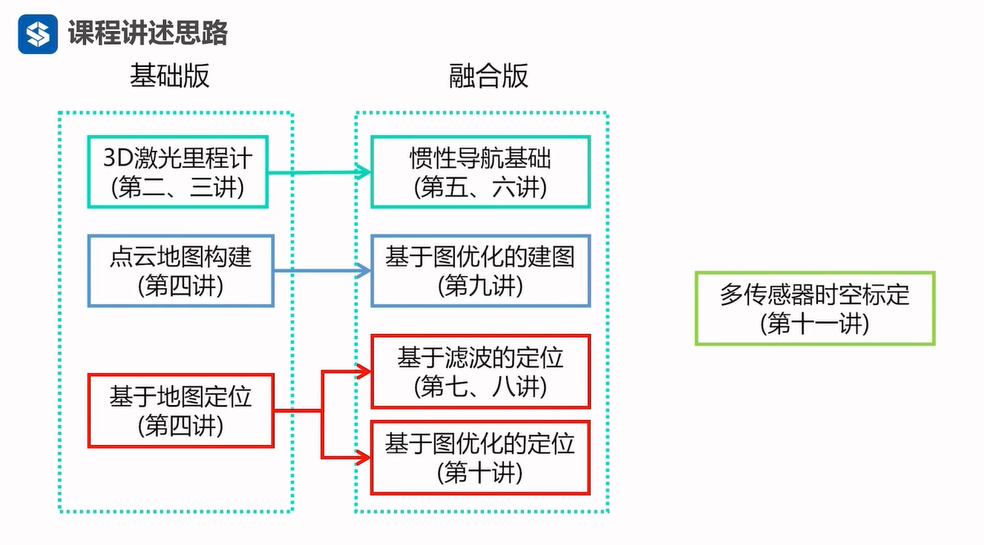 课程讲述思路
基础版
融合版
3D激光里程计
(第二、三讲)
惯性导航基础
(第五、六讲)
点云地图构建
(第四讲)
基于图优化的建图
(第九讲)
多传感器时空标定
(第十一讲)
基于地图定位
(第四讲)
基于滤波的定位
(第七、八讲)
基于图优化的定位
(第十讲)